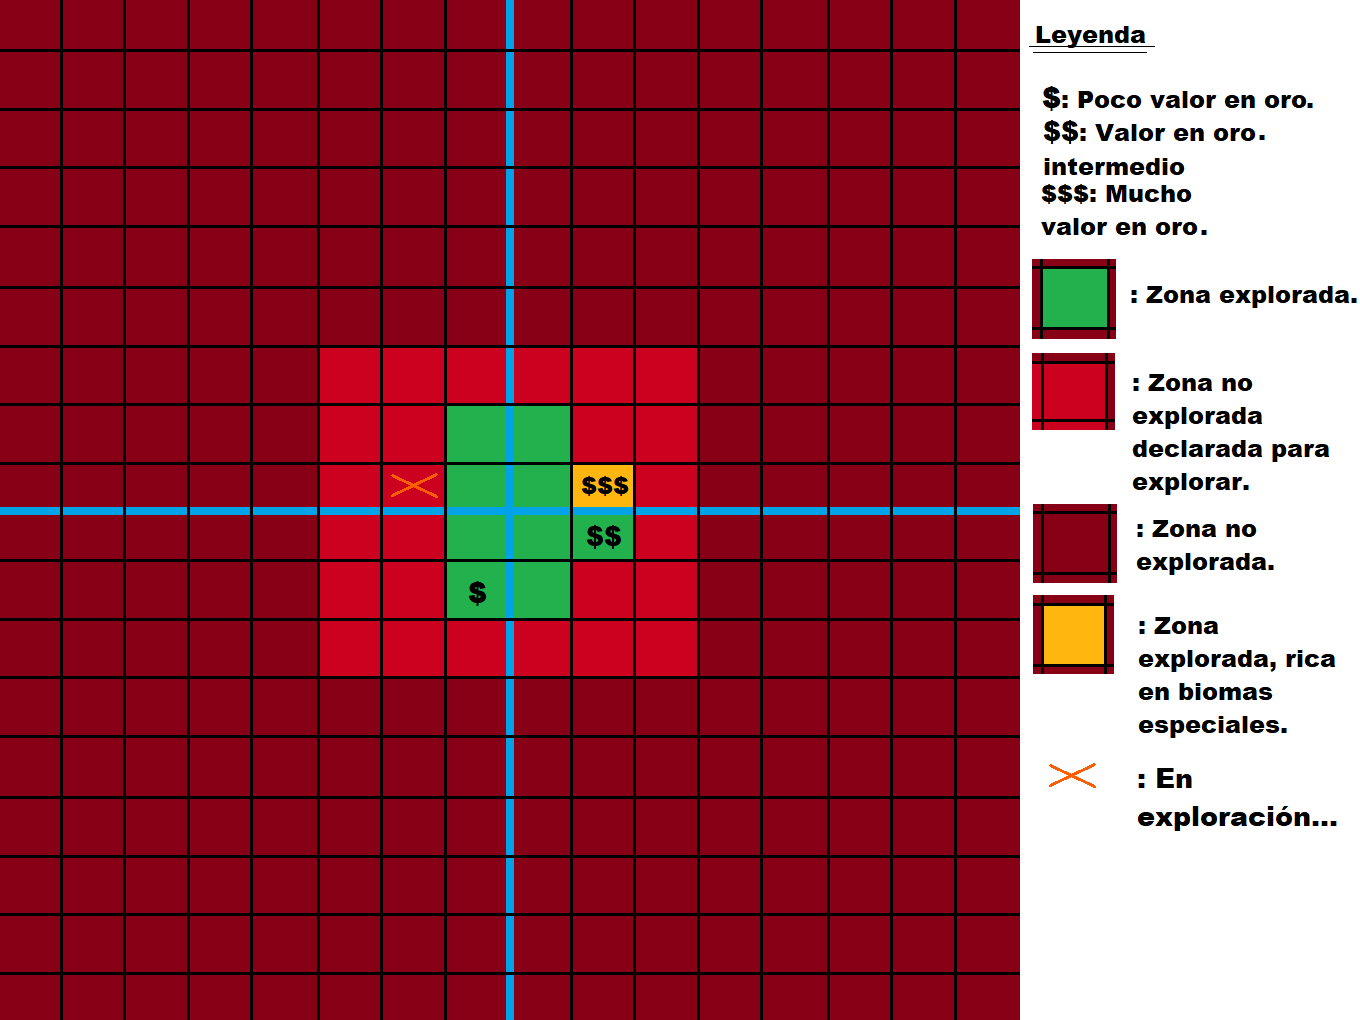 Leyenda
$: Poco valor en oro.
$$: Valor en oro.
intermedio
$$$: Mucho
valor en oro.
: Zona explorada.
: Zona no
explorada
declarada para
explorar.
: Zona no
explorada.
: Zona
explorada, rica
en biomas
especiales.
: En
exploración...
$$$
$$
$